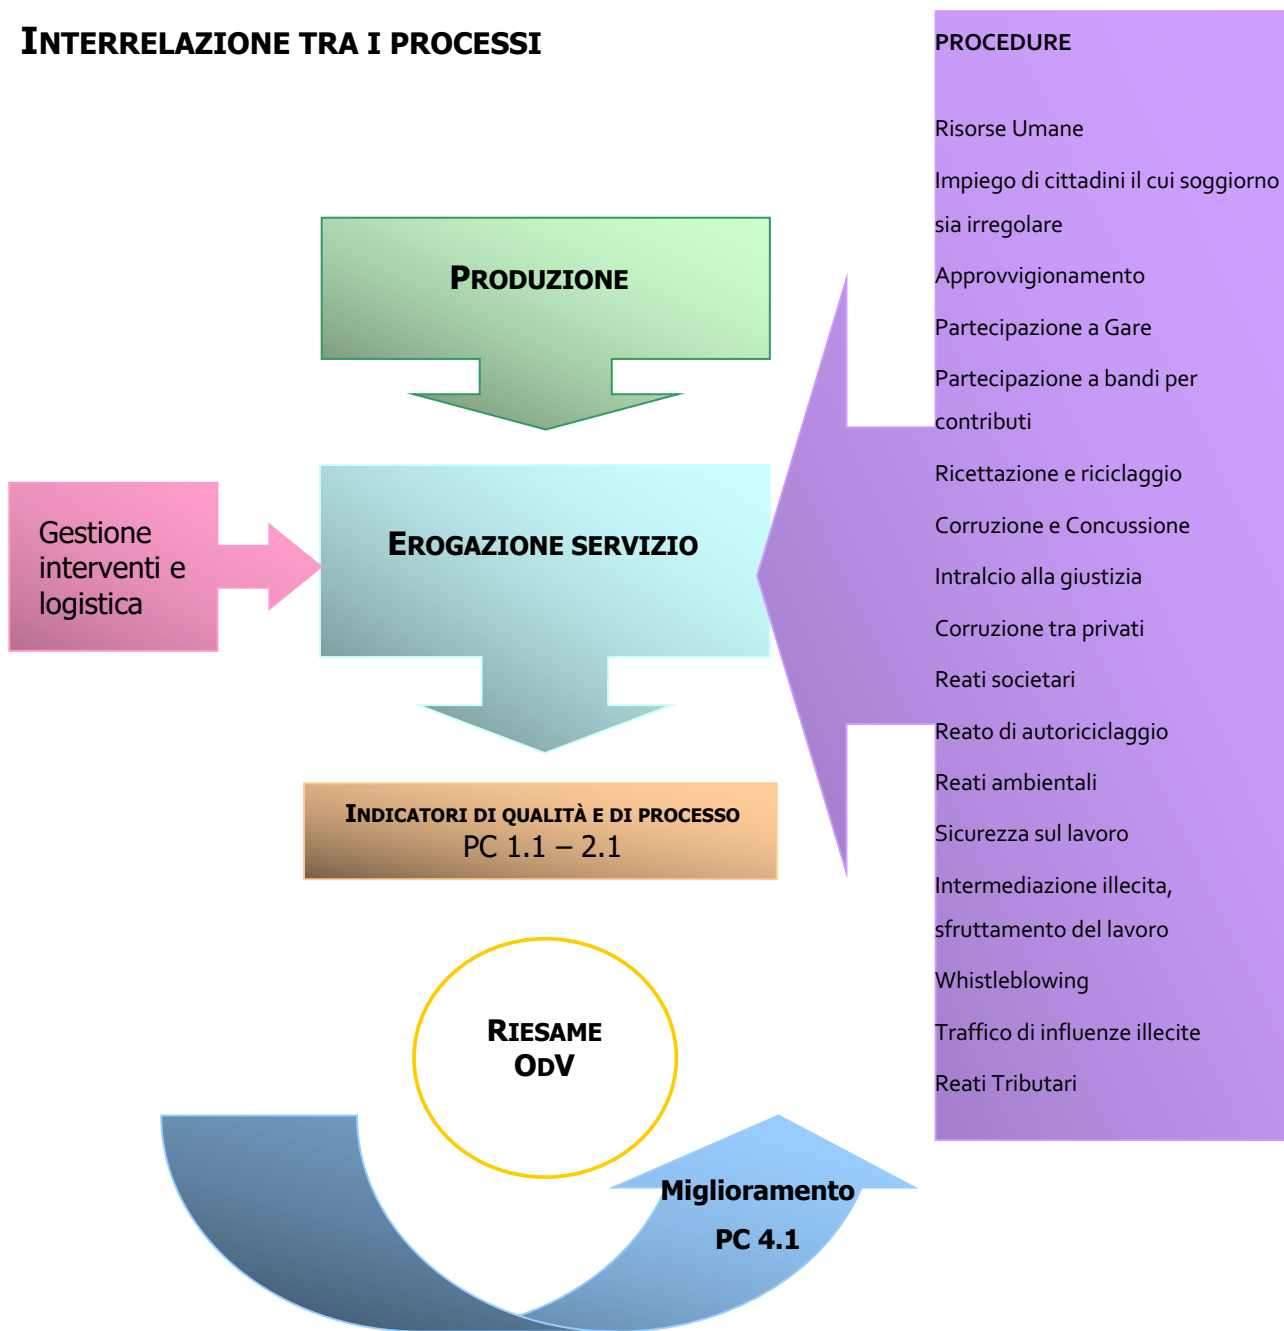 INTERRELAZIONE TRA I PROCESSI
PRODUZIONE
Gestione
interventi e
logistica
EROGAZIONE SERVIZIO
INDICATORI DI QUALITÀ E DI PROCESSO
PC 1.1 – 2.1
RIESAME
ODV
Miglioramento
PC 4.1
PROCEDURE
Risorse Umane
Impiego di cittadini il cui soggiorno
sia irregolare
Approvvigionamento
Partecipazione a Gare
Partecipazione a bandi per
contributi
Ricettazione e riciclaggio
Corruzione e Concussione
Intralcio alla giustizia
Corruzione tra privati
Reati societari
Reato di autoriciclaggio
Reati ambientali
Sicurezza sul lavoro
Intermediazione illecita,
sfruttamento del lavoro
Whistleblowing
Traffico di influenze illecite
Reati Tributari